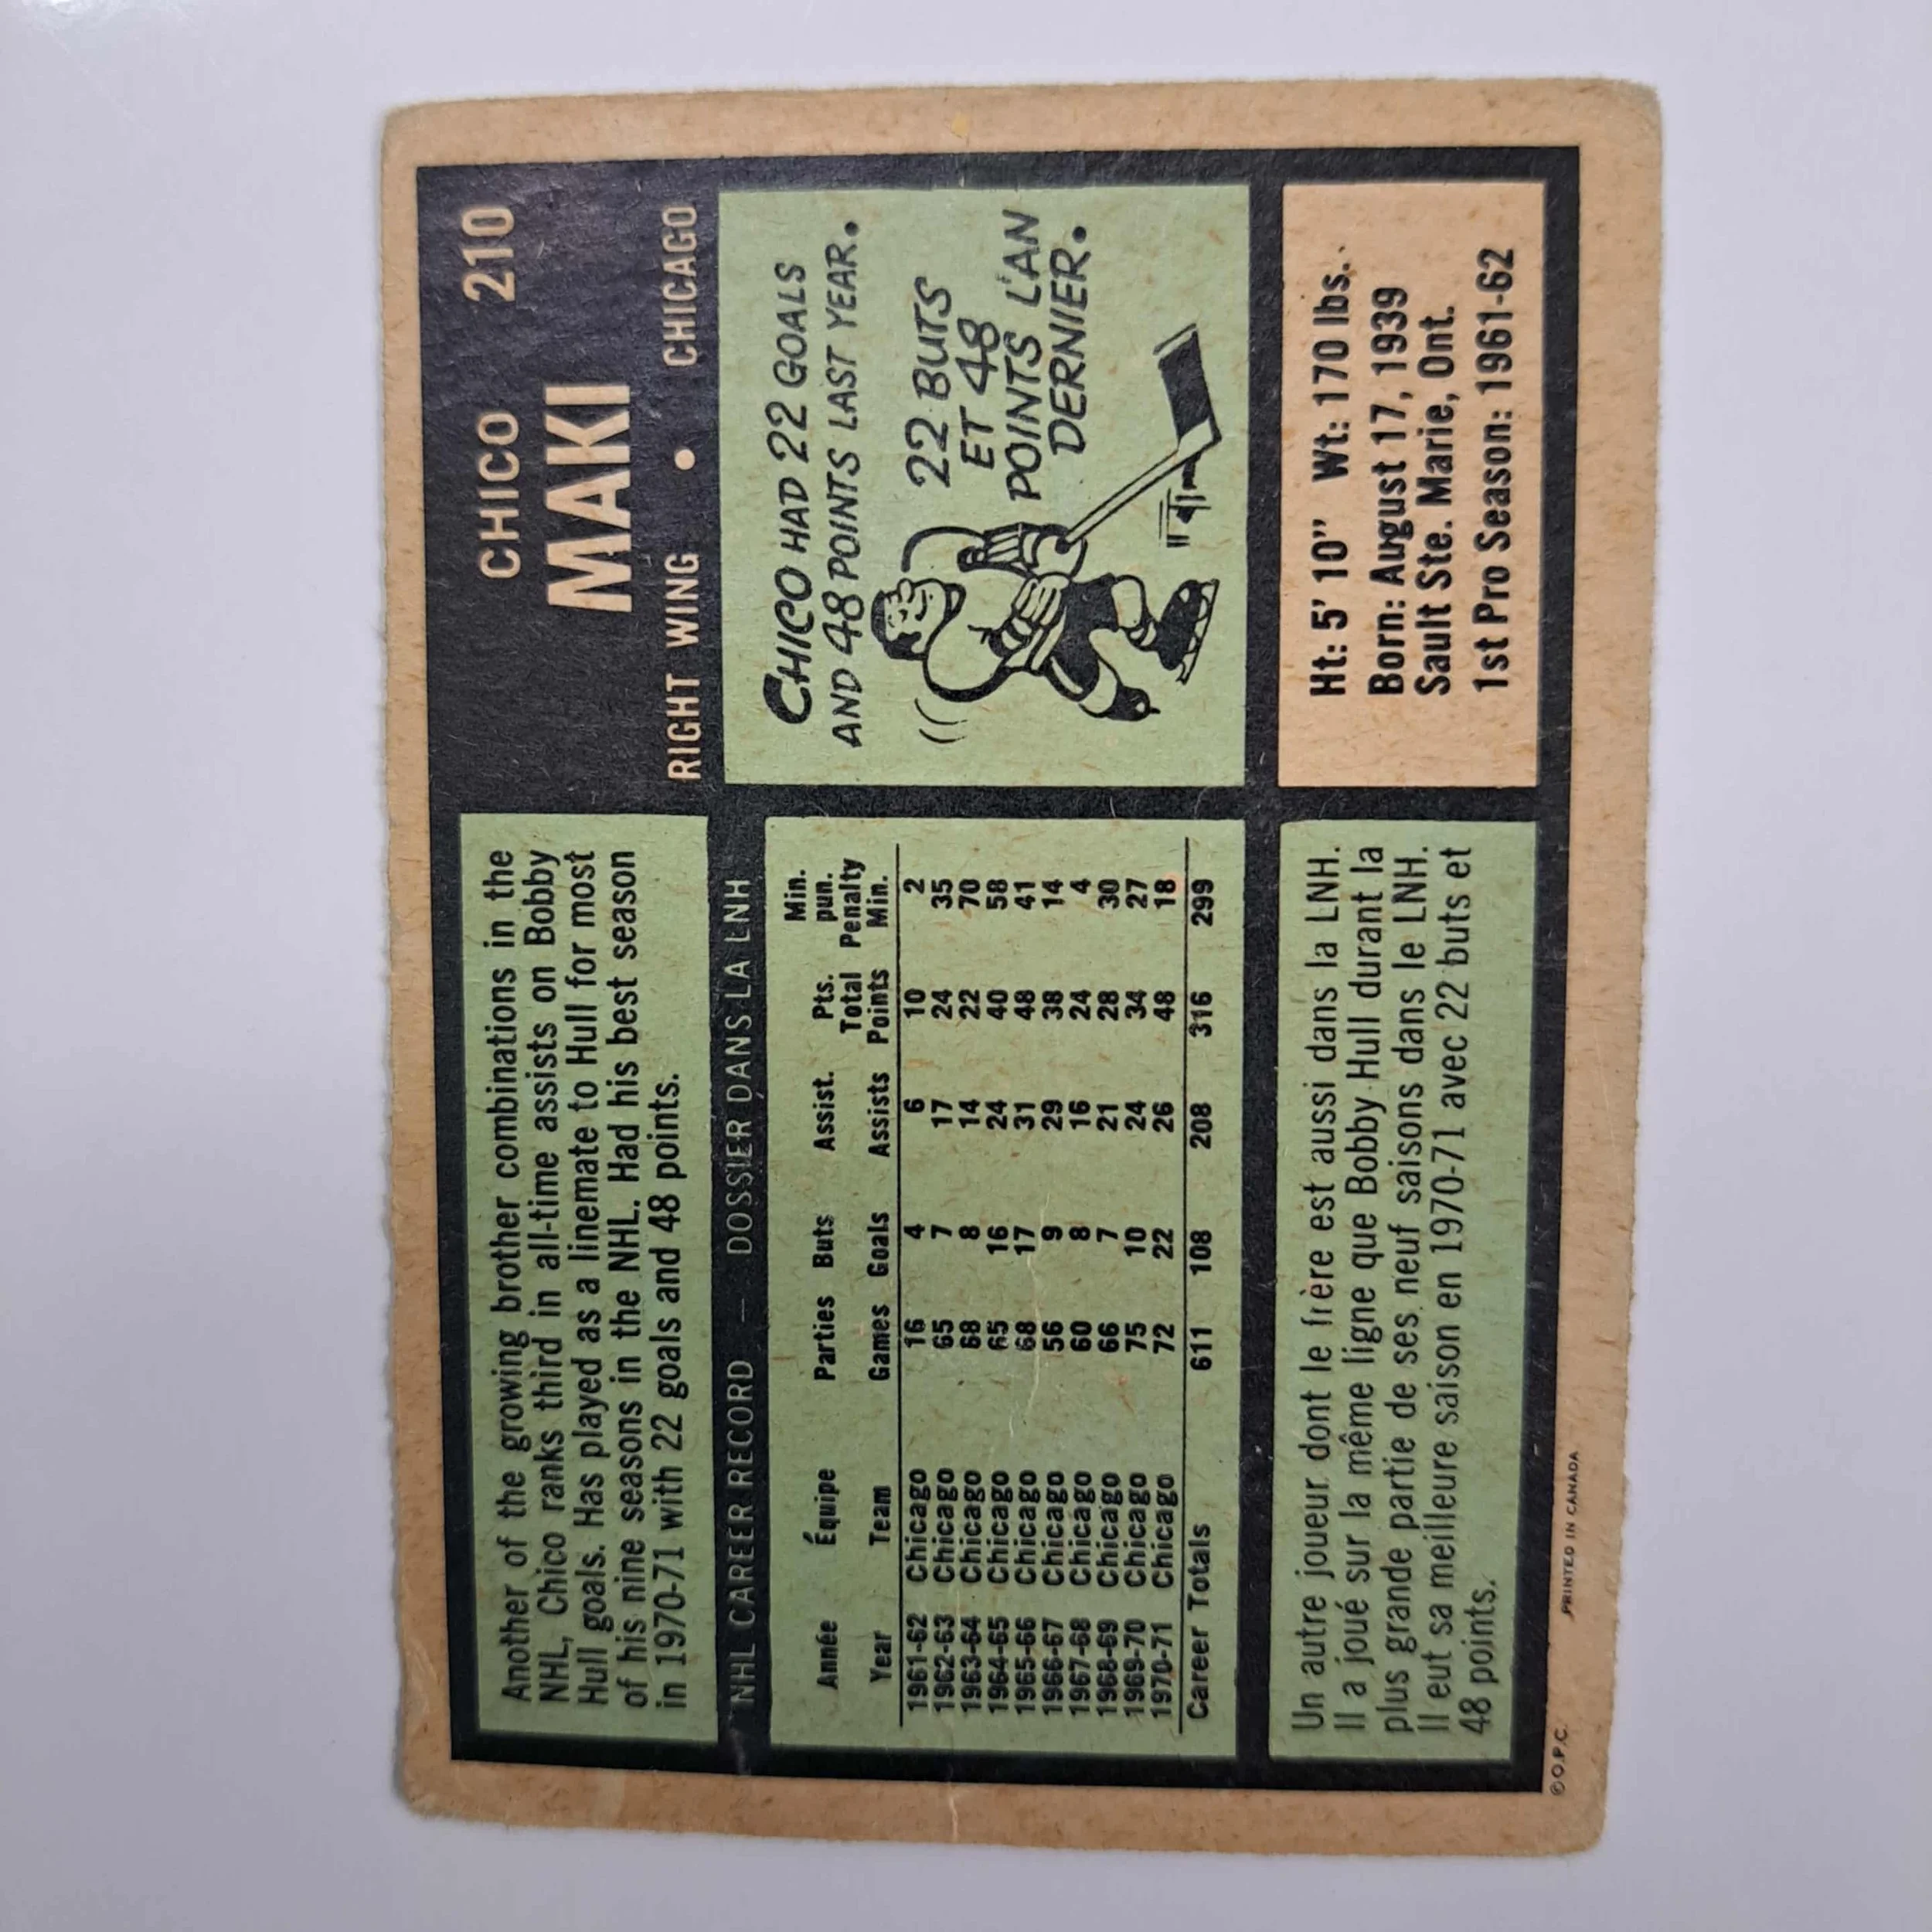 CHICO 210
MAKI
RIGHT WING • CHICAGO
Another of the growing brother combinations in the
NHL, Chico ranks third in all-time assists on Bobby
Hull goals. Has played as a linemate to Hull for most
of his nine seasons in the NHL. Had his best season
in 1970-71 with 22 goals and 48 points.
CHICO HAD 22 GOALS
AND 48 POINTS LAST YEAR.
22 BUTS
ET 48
POINTS L'AN
DERNIER.
NHL CAREER RECORD — DOSSIER DANS LA LNH
Min.
Pts. pun.
Année Équipe Parties Buts Assist. Total Penalty
Year Team Games Goals Assists Points Min.
1961-62 Chicago 16 4 6 10 2
1962-63 Chicago 65 7 17 24 35
1963-64 Chicago 68 8 14 22 70
1964-65 Chicago 65 16 24 40 58
1965-66 Chicago 68 17 31 48 41
1966-67 Chicago 56 9 29 38 14
1967-68 Chicago 60 8 16 24 4
1968-69 Chicago 66 7 21 28 30
1969-70 Chicago 75 10 24 34 27
1970-71 Chicago 72 22 26 48 18
Career Totals 611 108 208 316 299
Ht: 5' 10" Wt: 170 lbs.
Born: August 17, 1939
Sault Ste. Marie, Ont.
1st Pro Season: 1961-62
Un autre joueur dont le frère est aussi dans la LNH.
Il a joué sur la même ligne que Bobby Hull durant la
plus grande partie de ses neuf saisons dans le LNH.
Il eut sa meilleure saison en 1970-71 avec 22 buts et
48 points.
©O.P.C. PRINTED IN CANADA